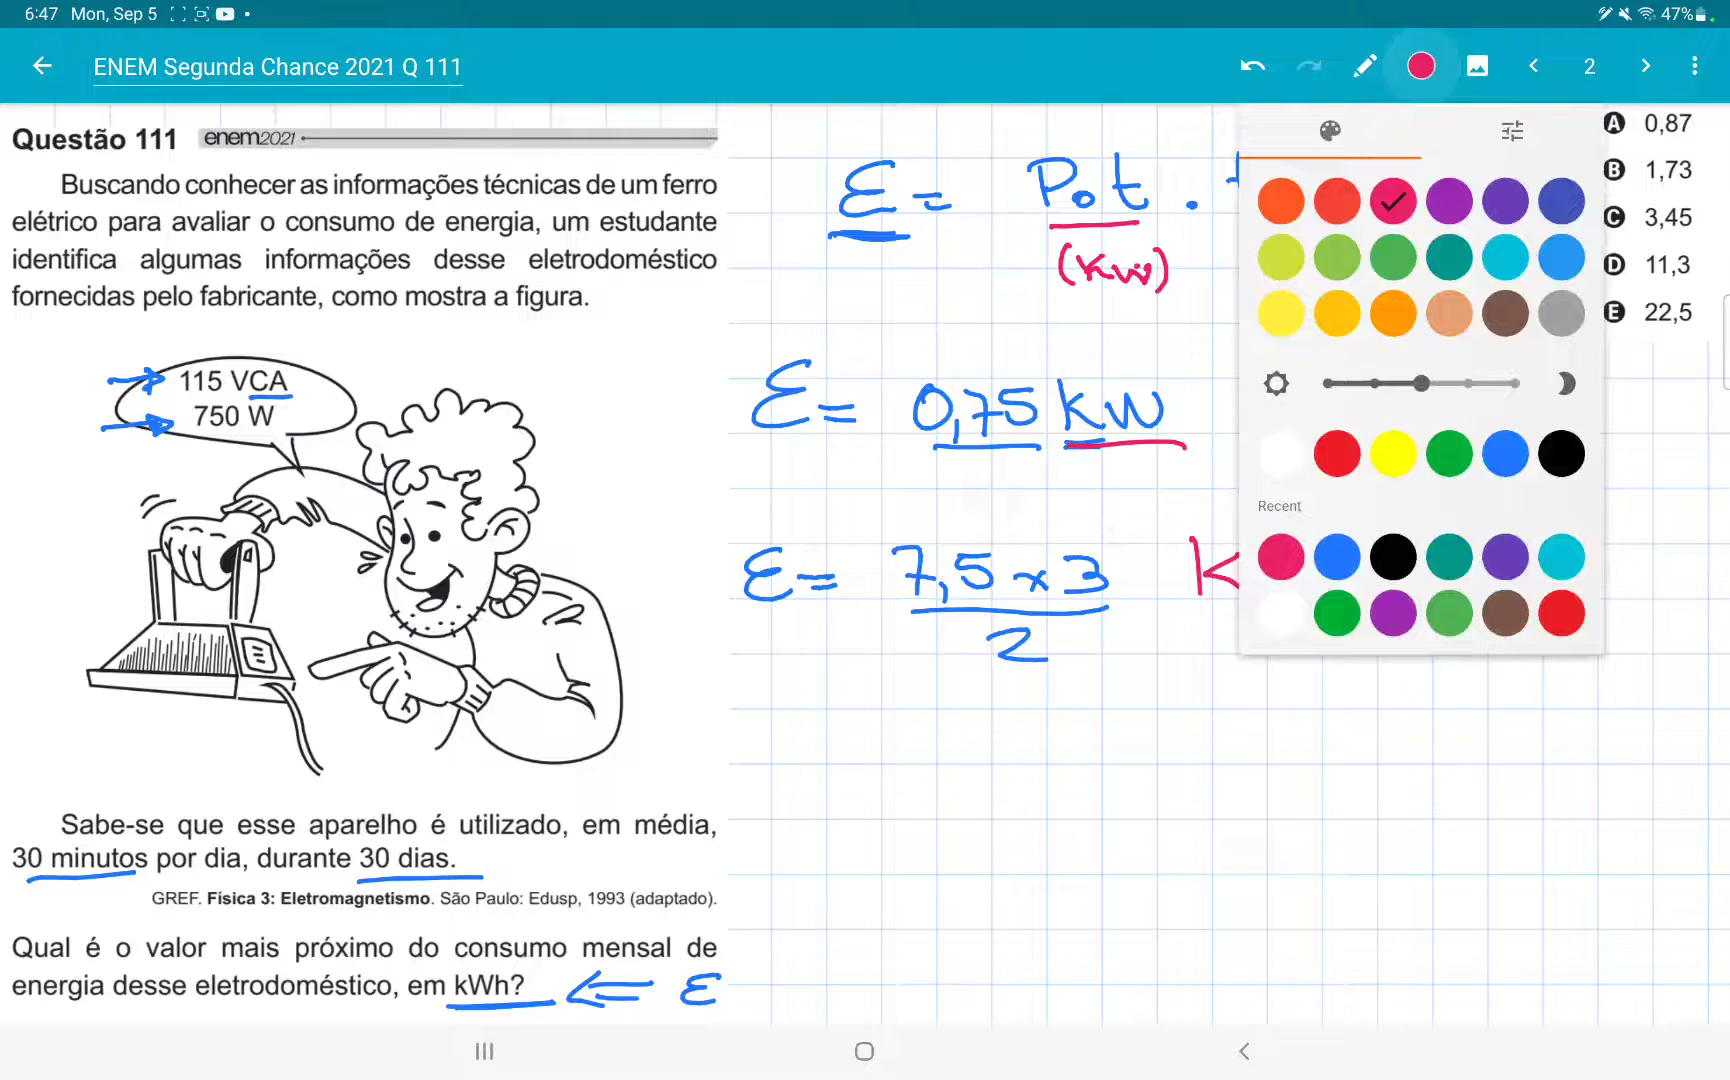 6:47 Mon, Sep 5
47%
ENEM Segunda Chance 2021 Q 111
2
Questão 111 enem2021
Buscando conhecer as informações técnicas de um ferro
elétrico para avaliar o consumo de energia, um estudante
identifica algumas informações desse eletrodoméstico
fornecidas pelo fabricante, como mostra a figura.
115 VCA
750 W
Sabe-se que esse aparelho é utilizado, em média,
30 minutos por dia, durante 30 dias.
GREF. Física 3: Eletromagnetismo. São Paulo: Edusp, 1993 (adaptado).
Qual é o valor mais próximo do consumo mensal de
energia desse eletrodoméstico, em kWh?
ε
ε = Pot .
(kW)
ε = 0,75 kW
ε = 7,5 x 3 K
2
Recent
A 0,87
B 1,73
C 3,45
D 11,3
E 22,5